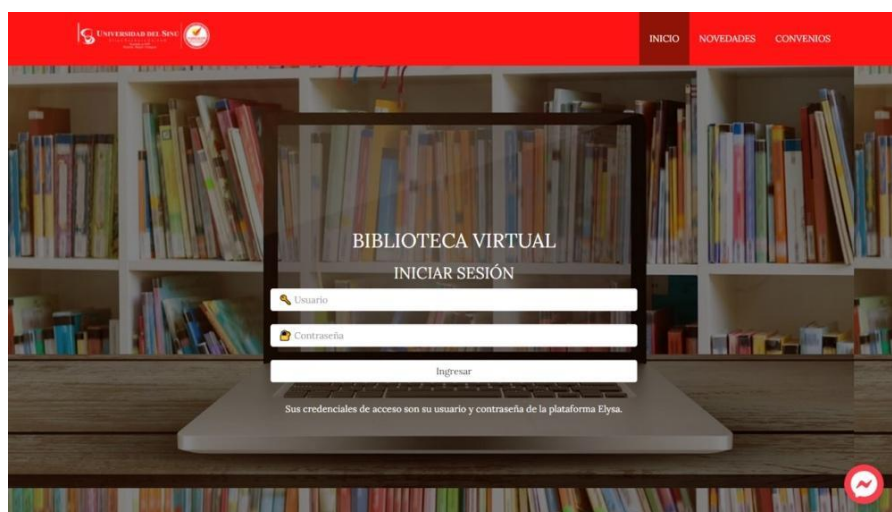 UNIVERSIDAD DEL SINÚ
INICIO
NOVEDADES
CONVENIOS
BIBLIOTECA VIRTUAL
INICIAR SESIÓN
Usuario
Contraseña
Ingresar
Sus credenciales de acceso son su usuario y contraseña de la plataforma Elysa.